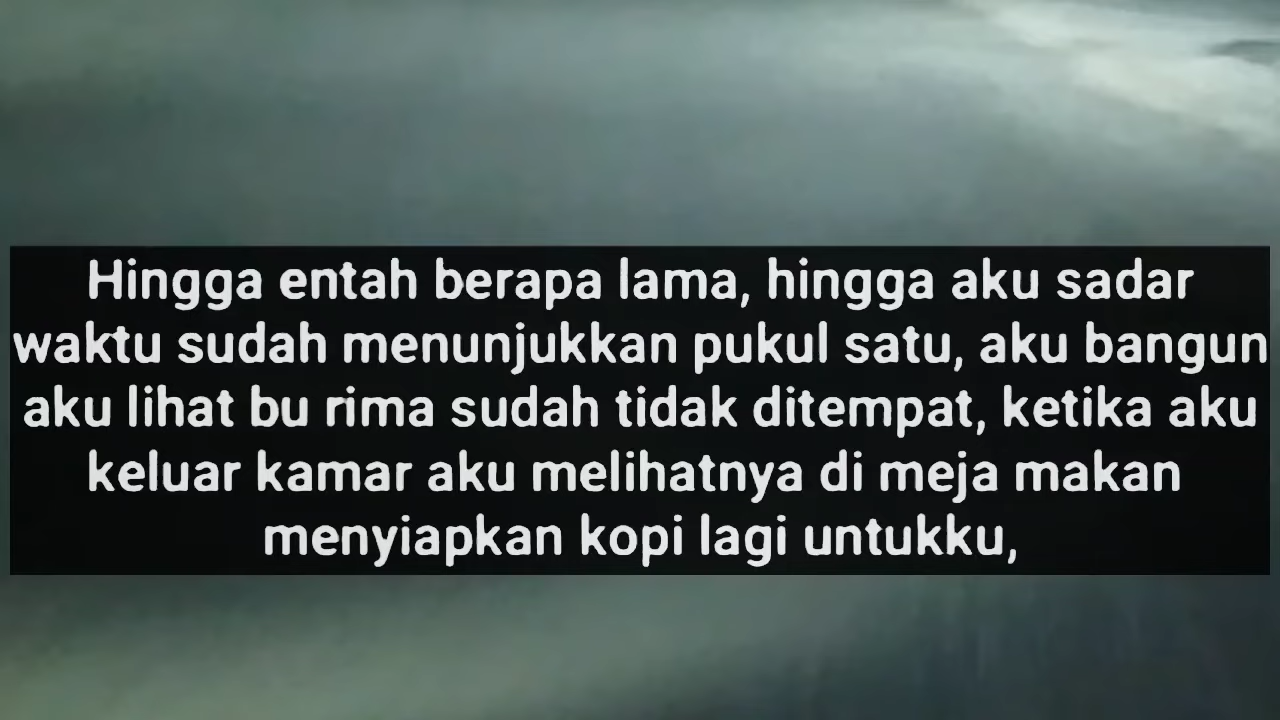 Hingga entah berapa lama, hingga aku sadar
waktu sudah menunjukkan pukul satu, aku bangun
aku lihat bu rima sudah tidak ditempat, ketika aku
keluar kamar aku melihatnya di meja makan
menyiapkan kopi lagi untukku,